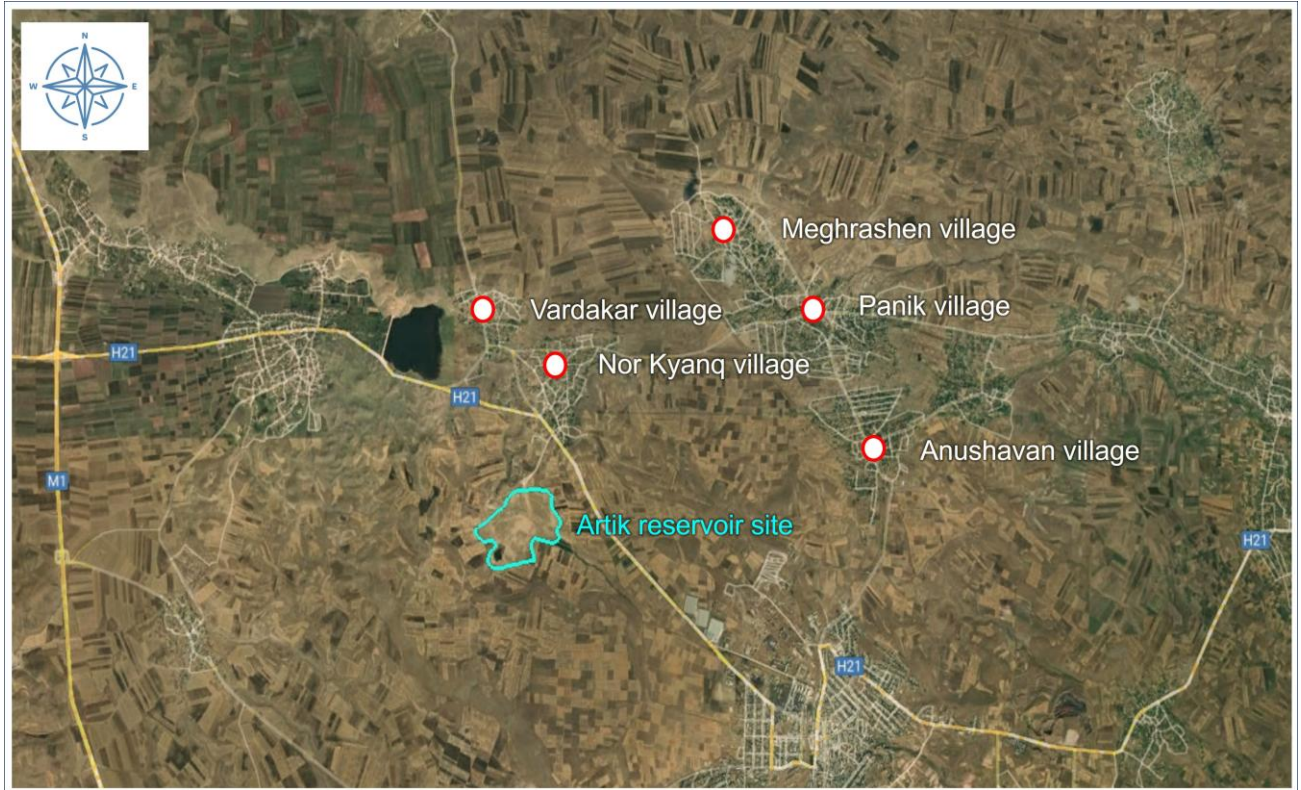 N
W E
S
Meghrashen village
Vardakar village
Panik village
H21
Nor Kyanq village
H21
Anushavan village
M1
Artik reservoir site
H21
H21